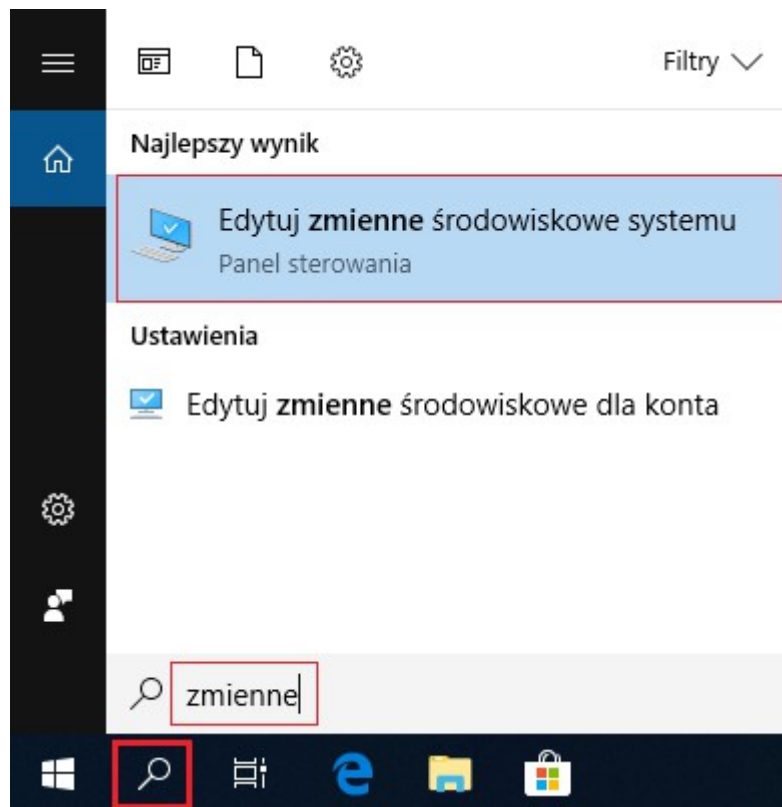 Filtry
Najlepszy wynik
Edytuj zmienne środowiskowe systemu
Panel sterowania
Ustawienia
Edytuj zmienne środowiskowe dla konta
zmienne